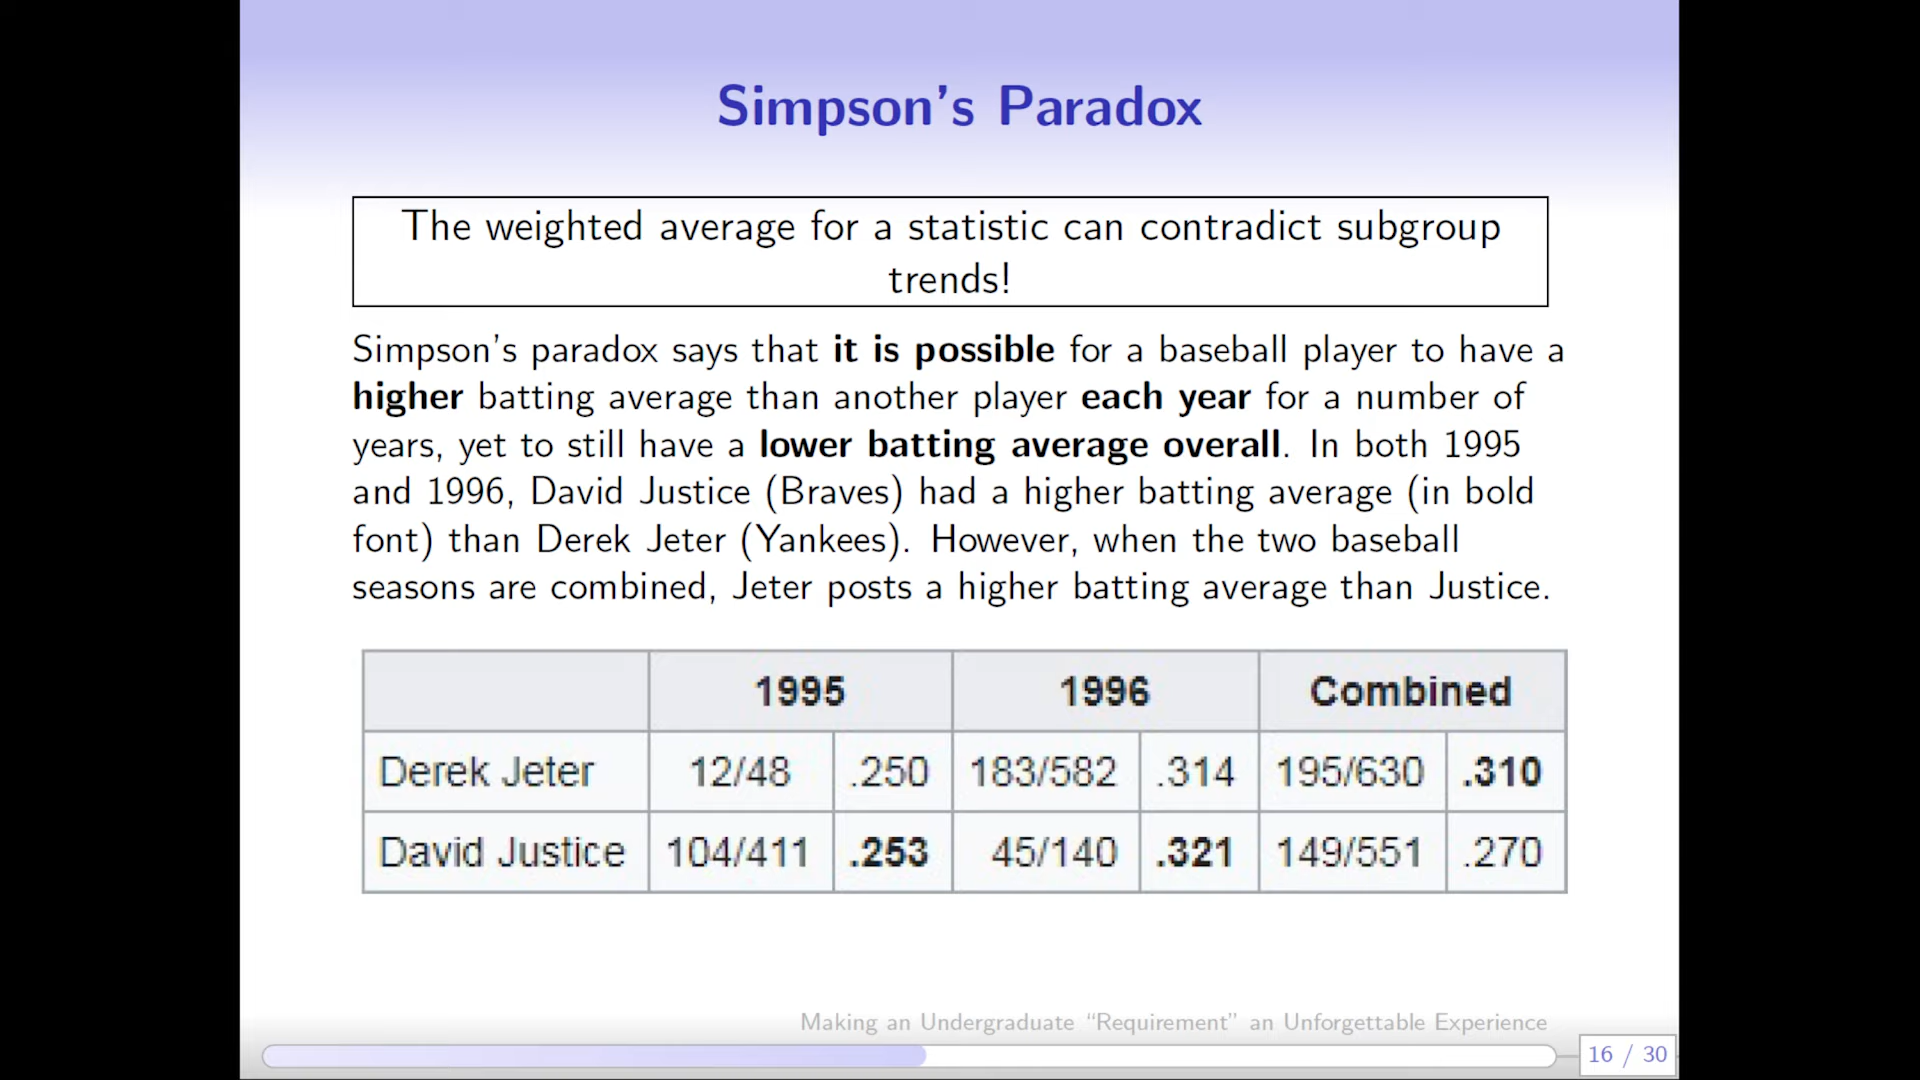 Simpson's Paradox
The weighted average for a statistic can contradict subgroup
trends!
Simpson's paradox says that it is possible for a baseball player to have a
higher batting average than another player each year for a number of
years, yet to still have a lower batting average overall. In both 1995
and 1996, David Justice (Braves) had a higher batting average (in bold
font) than Derek Jeter (Yankees). However, when the two baseball
seasons are combined, Jeter posts a higher batting average than Justice.
1995 1996 Combined
Derek Jeter 12/48 .250 183/582 .314 195/630 .310
David Justice 104/411 .253 45/140 .321 149/551 .270
Making an Undergraduate “Requirement” an Unforgettable Experience
16 / 30